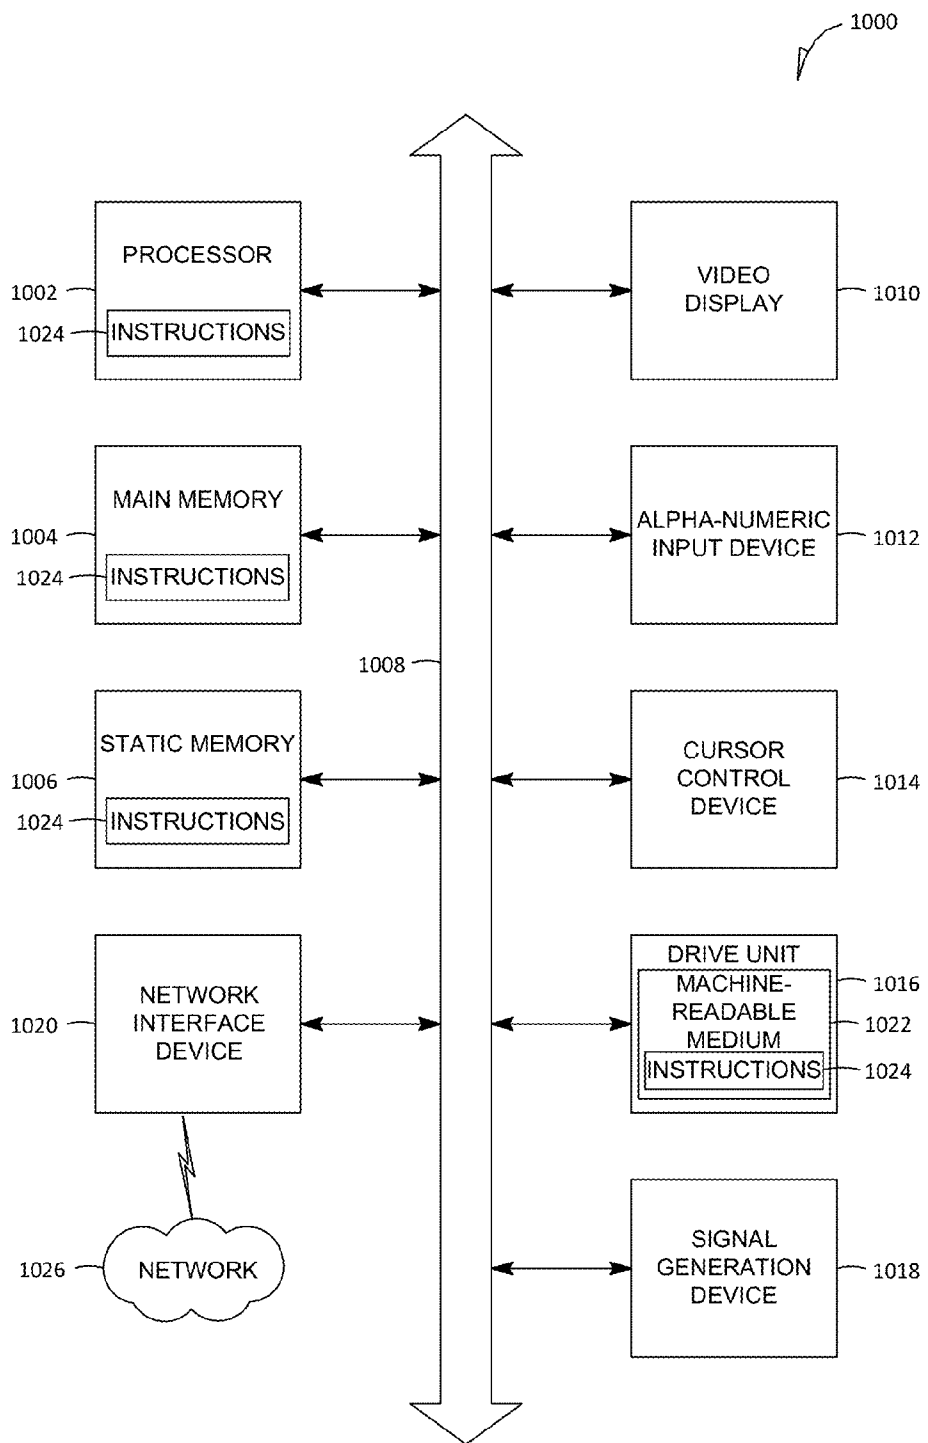 1000
PROCESSOR
1002
1024
INSTRUCTIONS
VIDEO
DISPLAY
1010
MAIN MEMORY
1004
1024
INSTRUCTIONS
ALPHA-NUMERIC
INPUT DEVICE
1012
1008
STATIC MEMORY
1006
1024
INSTRUCTIONS
CURSOR
CONTROL
DEVICE
1014
NETWORK
INTERFACE
DEVICE
1020
DRIVE UNIT
MACHINE-
READABLE
MEDIUM
INSTRUCTIONS
1016
1022
1024
NETWORK
1026
SIGNAL
GENERATION
DEVICE
1018